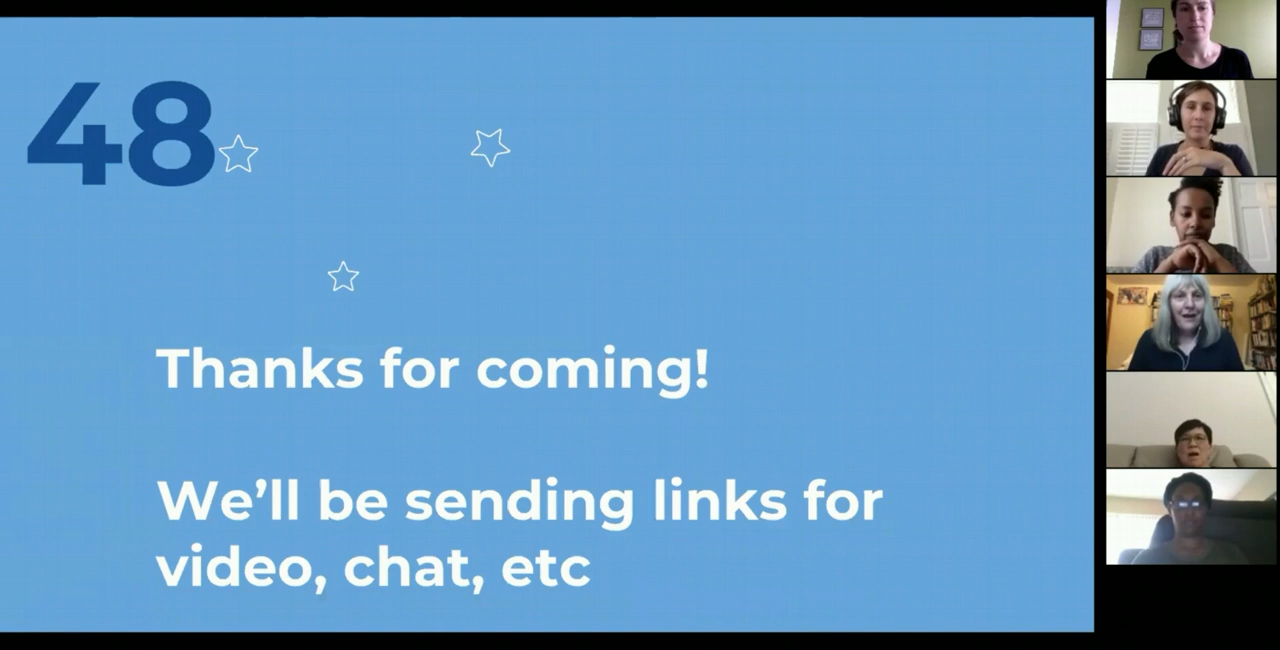 48
Thanks for coming!
We’ll be sending links for
video, chat, etc